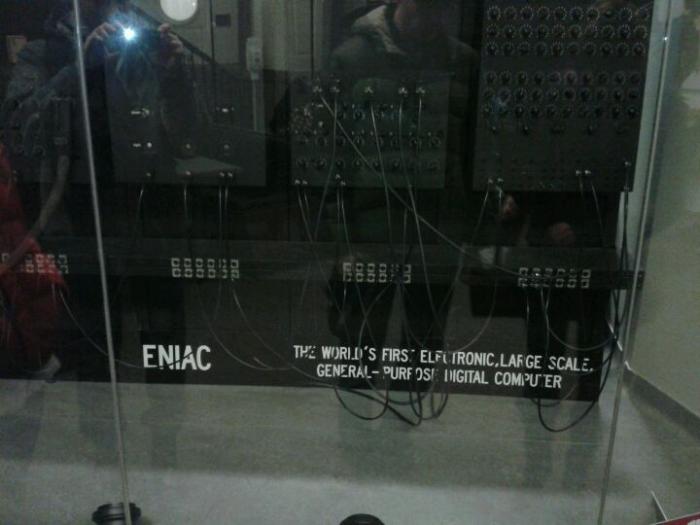 ENIAC
THE WORLD'S FIRST ELECTRONIC, LARGE SCALE,
GENERAL-PURPOSE DIGITAL COMPUTER